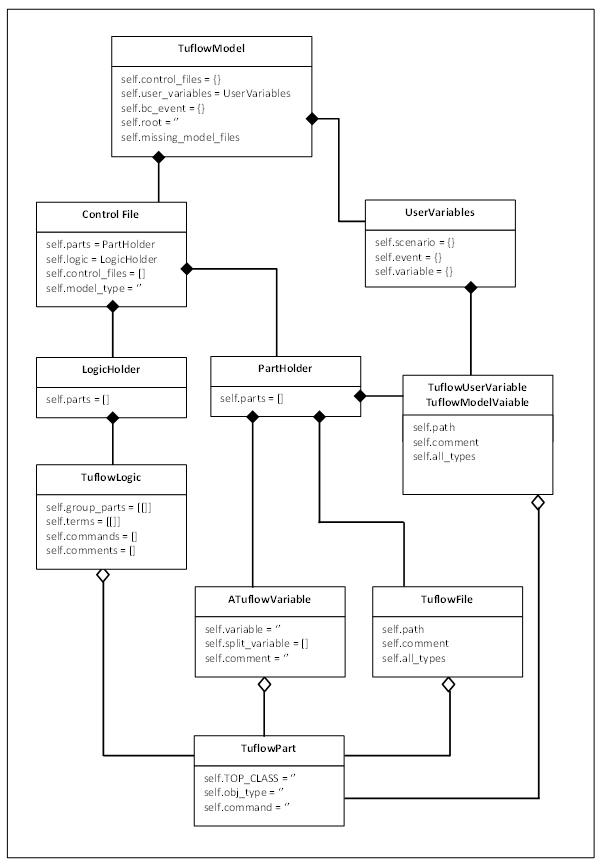 TuflowModel
self.control_files = {}
self.user_variables = UserVariables
self.bc_event = {}
self.root = ‘’
self.missing_model_files
Control File
self.parts = PartHolder
self.logic = LogicHolder
self.control_files = []
self.model_type = ‘’
UserVariables
self.scenario = {}
self.event = {}
self.variable = {}
LogicHolder
self.parts = []
PartHolder
self.parts = []
TuflowUserVariable
TuflowModelVaiable
self.path
self.comment
self.all_types
TuflowLogic
self.group_parts = [[]]
self.terms = [[]]
self.commands = []
self.comments = []
ATuflowVariable
self.variable = ‘’
self.split_variable = []
self.comment = ‘’
TuflowFile
self.path
self.comment
self.all_types
TuflowPart
self.TOP_CLASS = ‘’
self.obj_type = ‘’
self.command = ‘’